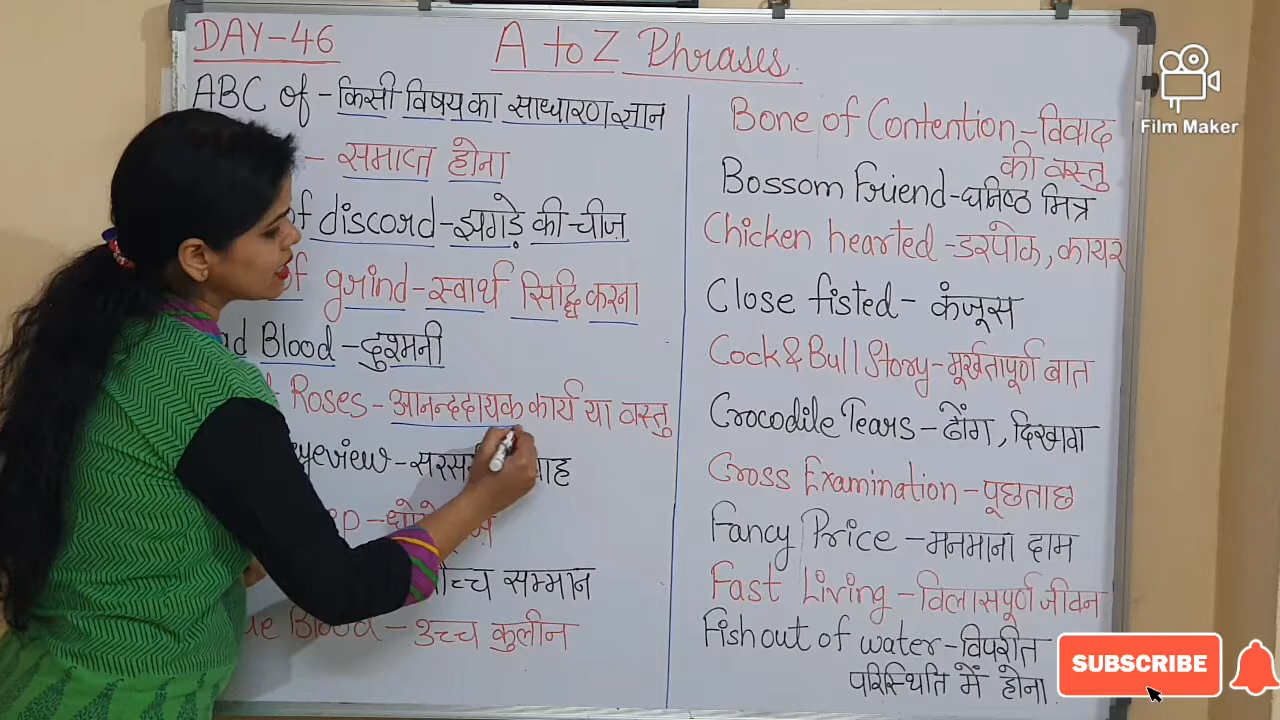 DAY-46
A to Z Phrases.
ABC of - किसी विषय का साधारण ज्ञान
- समाप्त होना
of discord - झगड़े की चीज़
of grind - स्वार्थ सिद्धि करना
Blood - दुश्मनी
Roses - आनन्ददायक कार्य या वस्तु
- उच्च कुलीन
सम्मान
Bone of Contention - विवाद
की वस्तु
Bossom Friend - घनिष्ठ मित्र
Chicken hearted - डरपोक, कायर
Close fisted - कंजूस
Cock & Bull Story - मूर्खतापूर्ण बात
Crocodile Tears - ढोंग, दिखावा
Cross Examination - पूछताछ
Fancy Price - मनमाना दाम
Fast Living - विलासपूर्ण जीवन
Fish out of water - विपरीत
परिस्थिति में होना
Film Maker
SUBSCRIBE